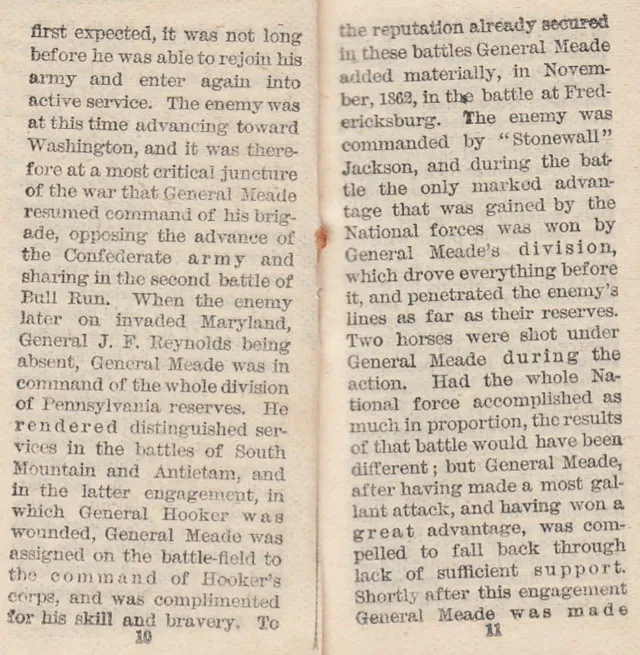 first expected, it was not long
before he was able to rejoin his
army and enter again into
active service. The enemy was
at this time advancing toward
Washington, and it was there-
fore at a most critical juncture
of the war that General Meade
resumed command of his brig-
ade, opposing the advance of
the Confederate army and
sharing in the second battle of
Bull Run. When the enemy
later on invaded Maryland,
General J. F. Reynolds being
absent, General Meade was in
command of the whole division
of Pennsylvania reserves. He
rendered distinguished ser-
vices in the battles of South
Mountain and Antietam, and
in the latter engagement, in
which General Hooker was
wounded, General Meade was
assigned on the battle-field to
the command of Hooker's
corps, and was complimented
for his skill and bravery. To
10
the reputation already secured
in these battles General Meade
added materially, in Novem-
ber, 1862, in the battle at Fred-
ericksburg. The enemy was
commanded by "Stonewall"
Jackson, and during the bat-
tle the only marked advan-
tage that was gained by the
National forces was won by
General Meade's division,
which drove everything before
it, and penetrated the enemy's
lines as far as their reserves.
Two horses were shot under
General Meade during the
action. Had the whole Na-
tional force accomplished as
much in proportion, the results
of that battle would have been
different; but General Meade,
after having made a most gal-
lant attack, and having won a
great advantage, was com-
pelled to fall back through
lack of sufficient support.
Shortly after this engagement
General Meade was made
11